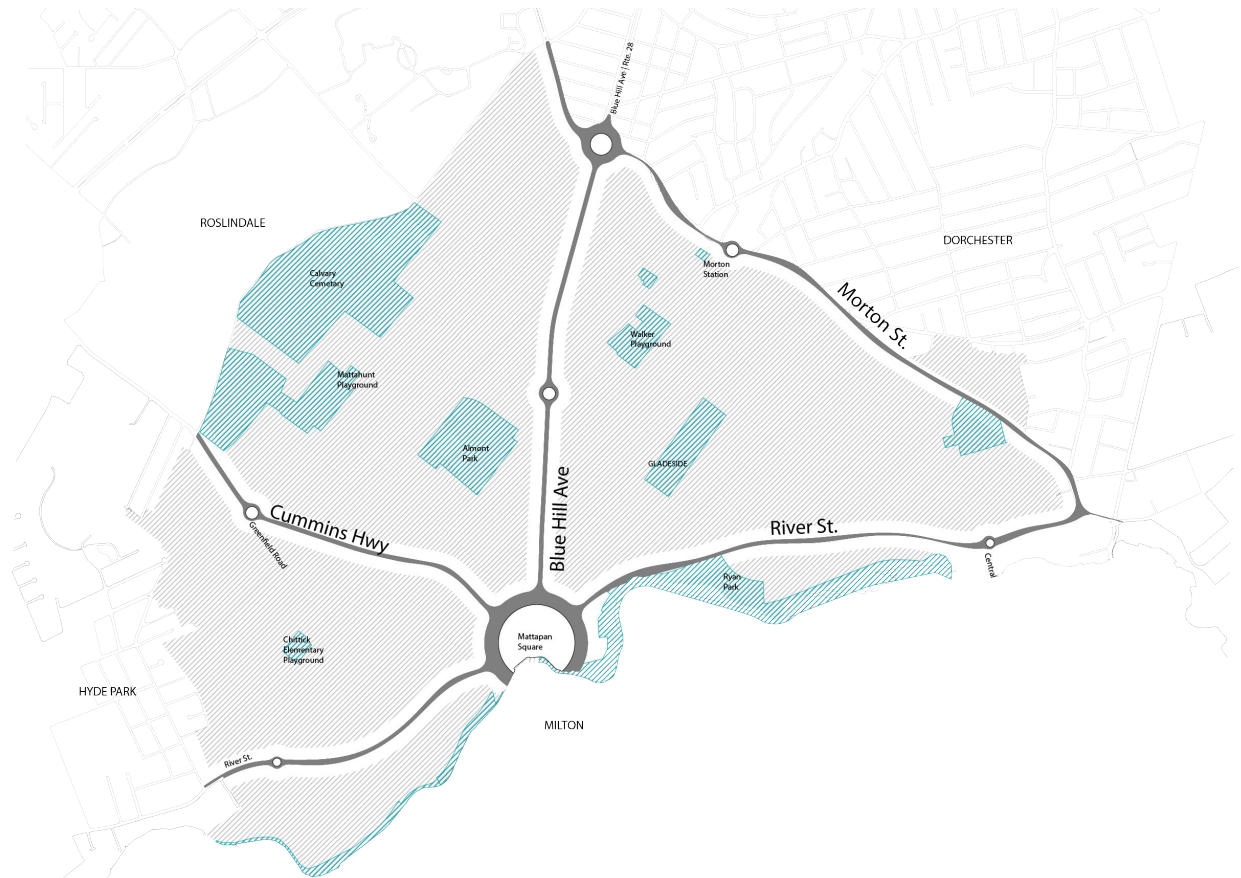 Blue Hill Ave | Rte. 28
ROSLINDALE
DORCHESTER
Morton
Station
Calvary
Cemetary
Morton St.
Walker
Playground
Mattahunt
Playground
Almont
Park
GLADESIDE
Blue Hill Ave
Cummins Hwy
Greenfield Road
River St.
Central
Ryan
Park
Mattapan
Square
Chittick
Elementary
Playground
HYDE PARK
MILTON
River St.